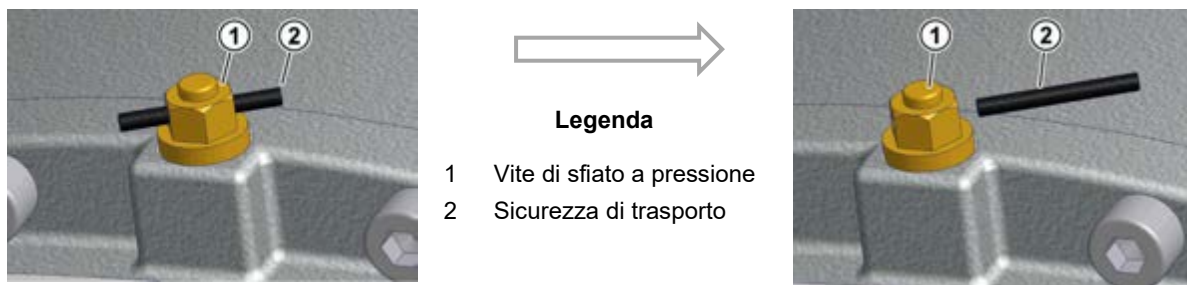 1 2
1 2
Legenda
1 Vite di sfiato a pressione
2 Sicurezza di trasporto